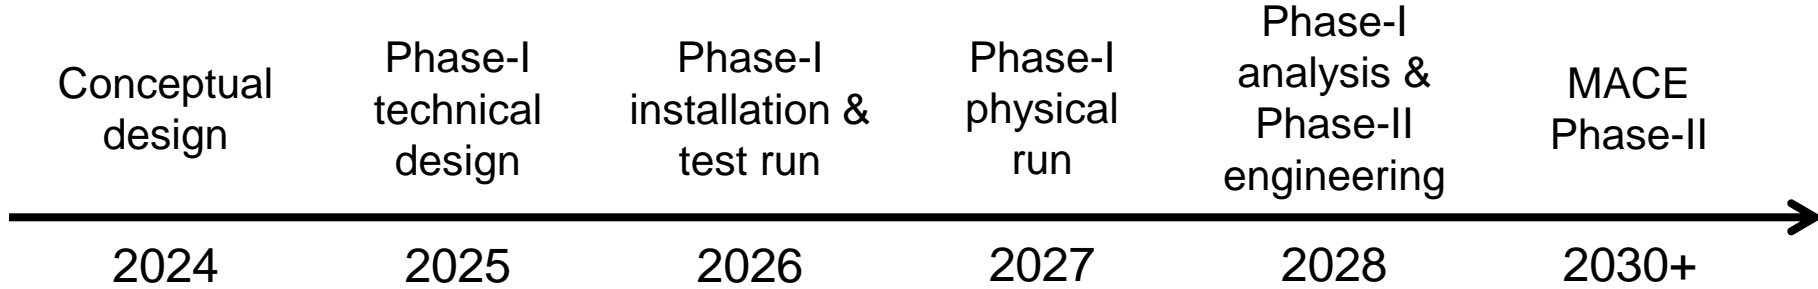 Conceptual
design
Phase-I
technical
design
Phase-I
installation &
test run
Phase-I
physical
run
Phase-I
analysis &
Phase-II
engineering
MACE
Phase-II
2024
2025
2026
2027
2028
2030+